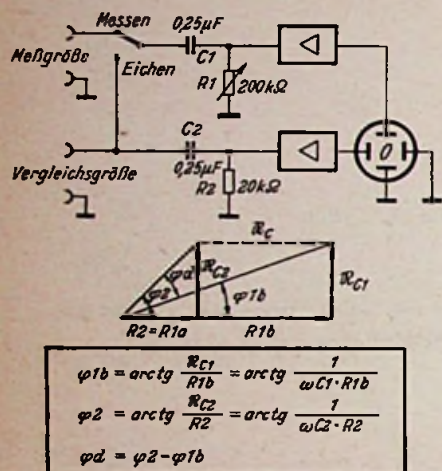 Messen
Meßgröße
Eichen
0,25µF
C1
R1
200kΩ
Vergleichsgröße
C2
0,25µF
R2
20kΩ
ℜC
φd
ℜC2
φ2
φ1b
ℜC1
R2=R1a
R1b
φ1b = arctg ℜC1/R1b = arctg 1/ωC1·R1b
φ2 = arctg ℜC2/R2 = arctg 1/ωC2·R2
φd = φ2-φ1b